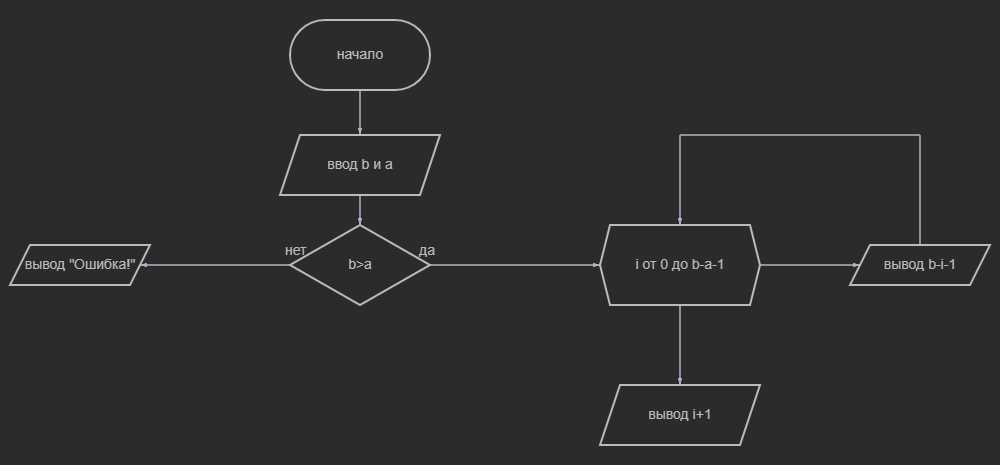 начало
ввод b и a
нет
да
вывод "Ошибка!"
b>a
i от 0 до b-a-1
вывод b-i-1
вывод i+1